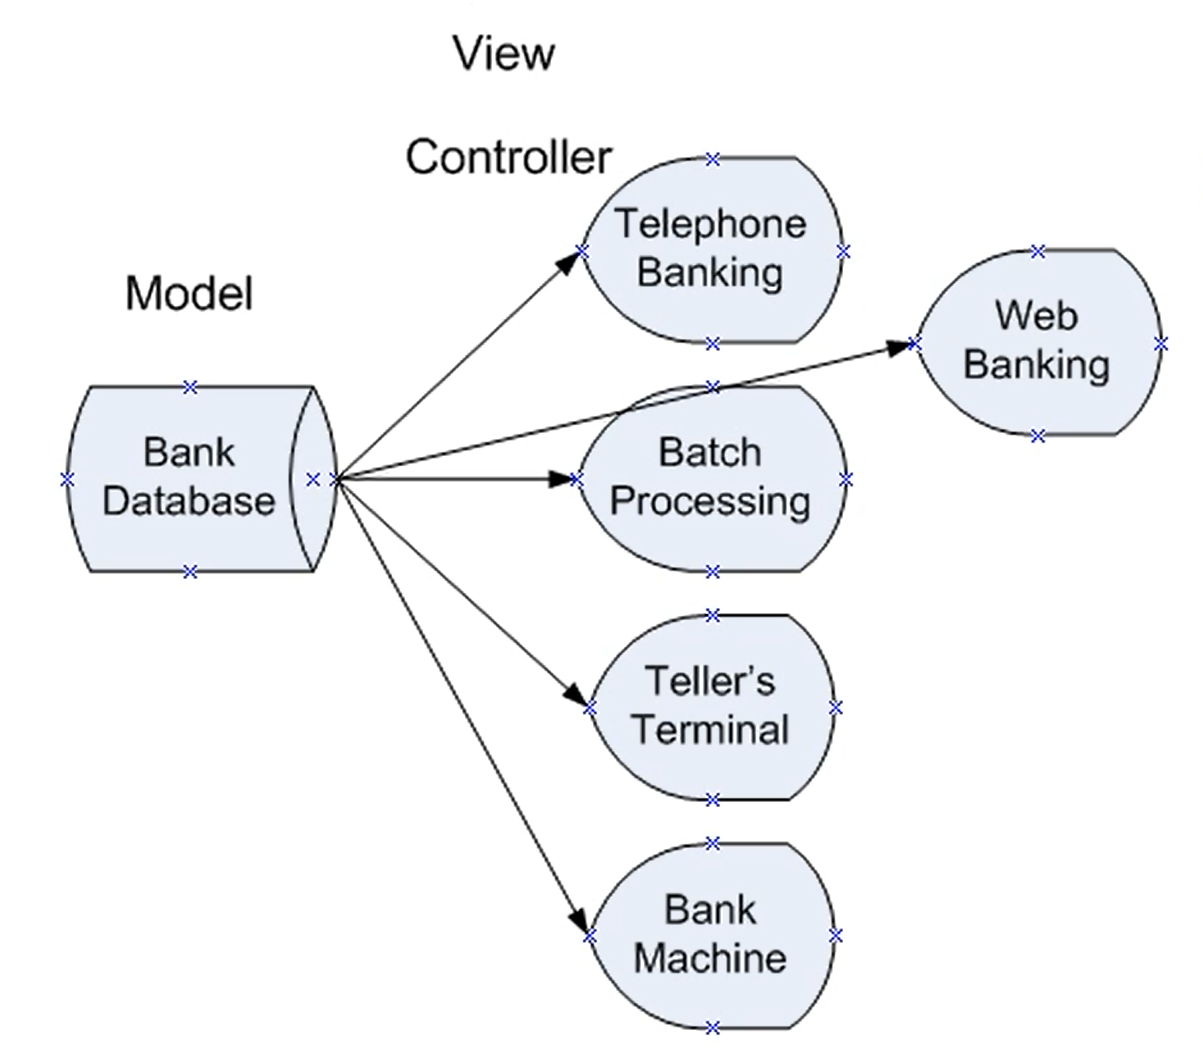 View
Controller
Telephone
Banking
Model
Web
Banking
Bank
Database
Batch
Processing
Teller’s
Terminal
Bank
Machine